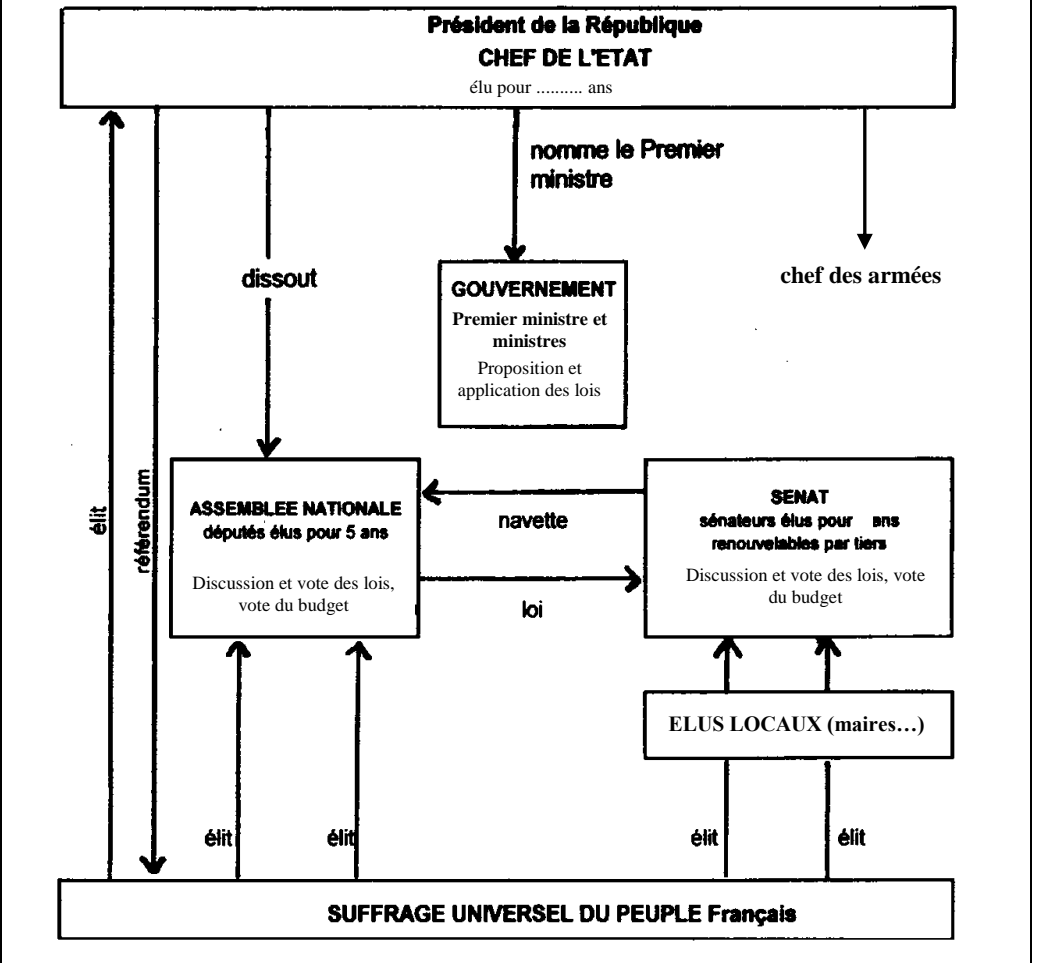 Président de la République
CHEF DE L'ETAT
élu pour .......... ans
nomme le Premier
ministre
dissout
chef des armées
GOUVERNEMENT
Premier ministre et
ministres
Proposition et
application des lois
élit
référendum
ASSEMBLEE NATIONALE
députés élus pour 5 ans
Discussion et vote des lois,
vote du budget
navette
loi
SENAT
sénateurs élus pour ans
renouvelables par tiers
Discussion et vote des lois, vote
du budget
ELUS LOCAUX (maires…)
élit
élit
élit
élit
SUFFRAGE UNIVERSEL DU PEUPLE Français